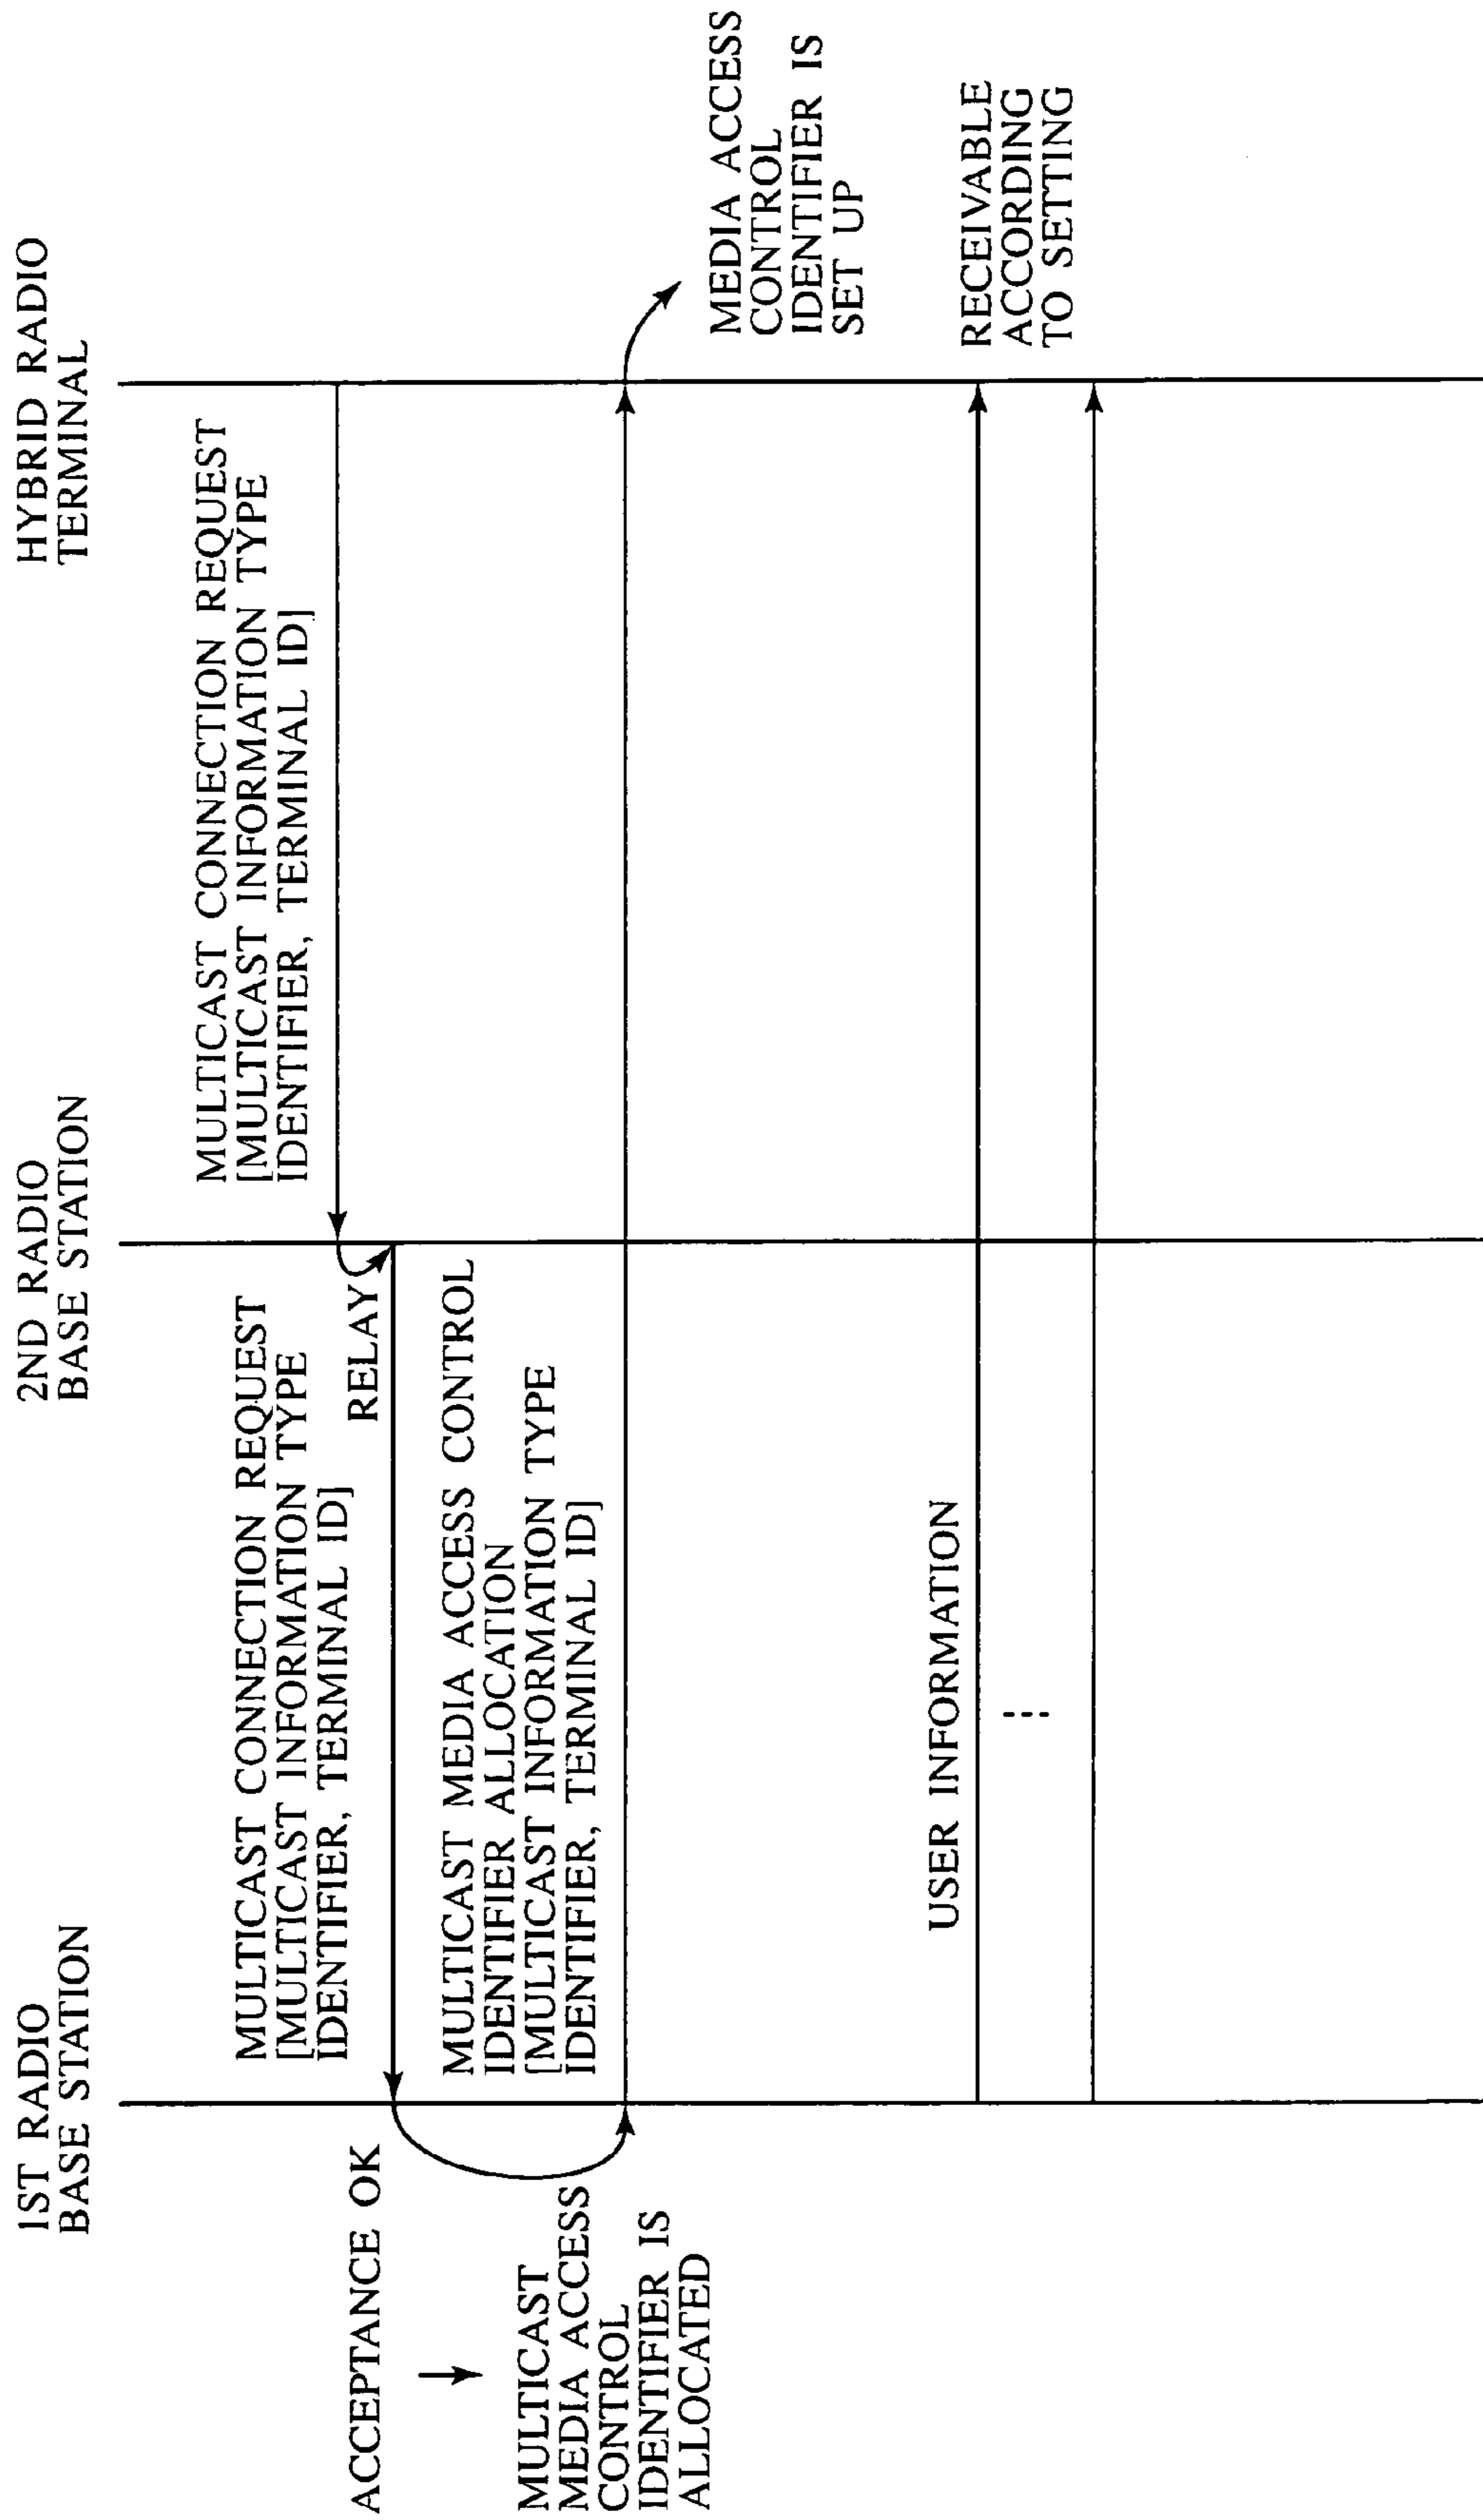 1ST RADIO
BASE STATION
2ND RADIO
BASE STATION
HYBRID RADIO
TERMINAL
MULTICAST CONNECTION REQUEST
[MULTICAST INFORMATION TYPE
IDENTIFIER, TERMINAL ID]
MULTICAST CONNECTION REQUEST
[MULTICAST INFORMATION TYPE
IDENTIFIER, TERMINAL ID]
RELAY
ACCEPTANCE OK
MULTICAST
MEDIA ACCESS
CONTROL
IDENTIFIER IS
ALLOCATED
MULTICAST MEDIA ACCESS CONTROL
IDENTIFIER ALLOCATION
[MULTICAST INFORMATION TYPE
IDENTIFIER, TERMINAL ID]
MEDIA ACCESS
CONTROL
IDENTIFIER IS
SET UP
USER INFORMATION
RECEIVABLE
ACCORDING
TO SETTING